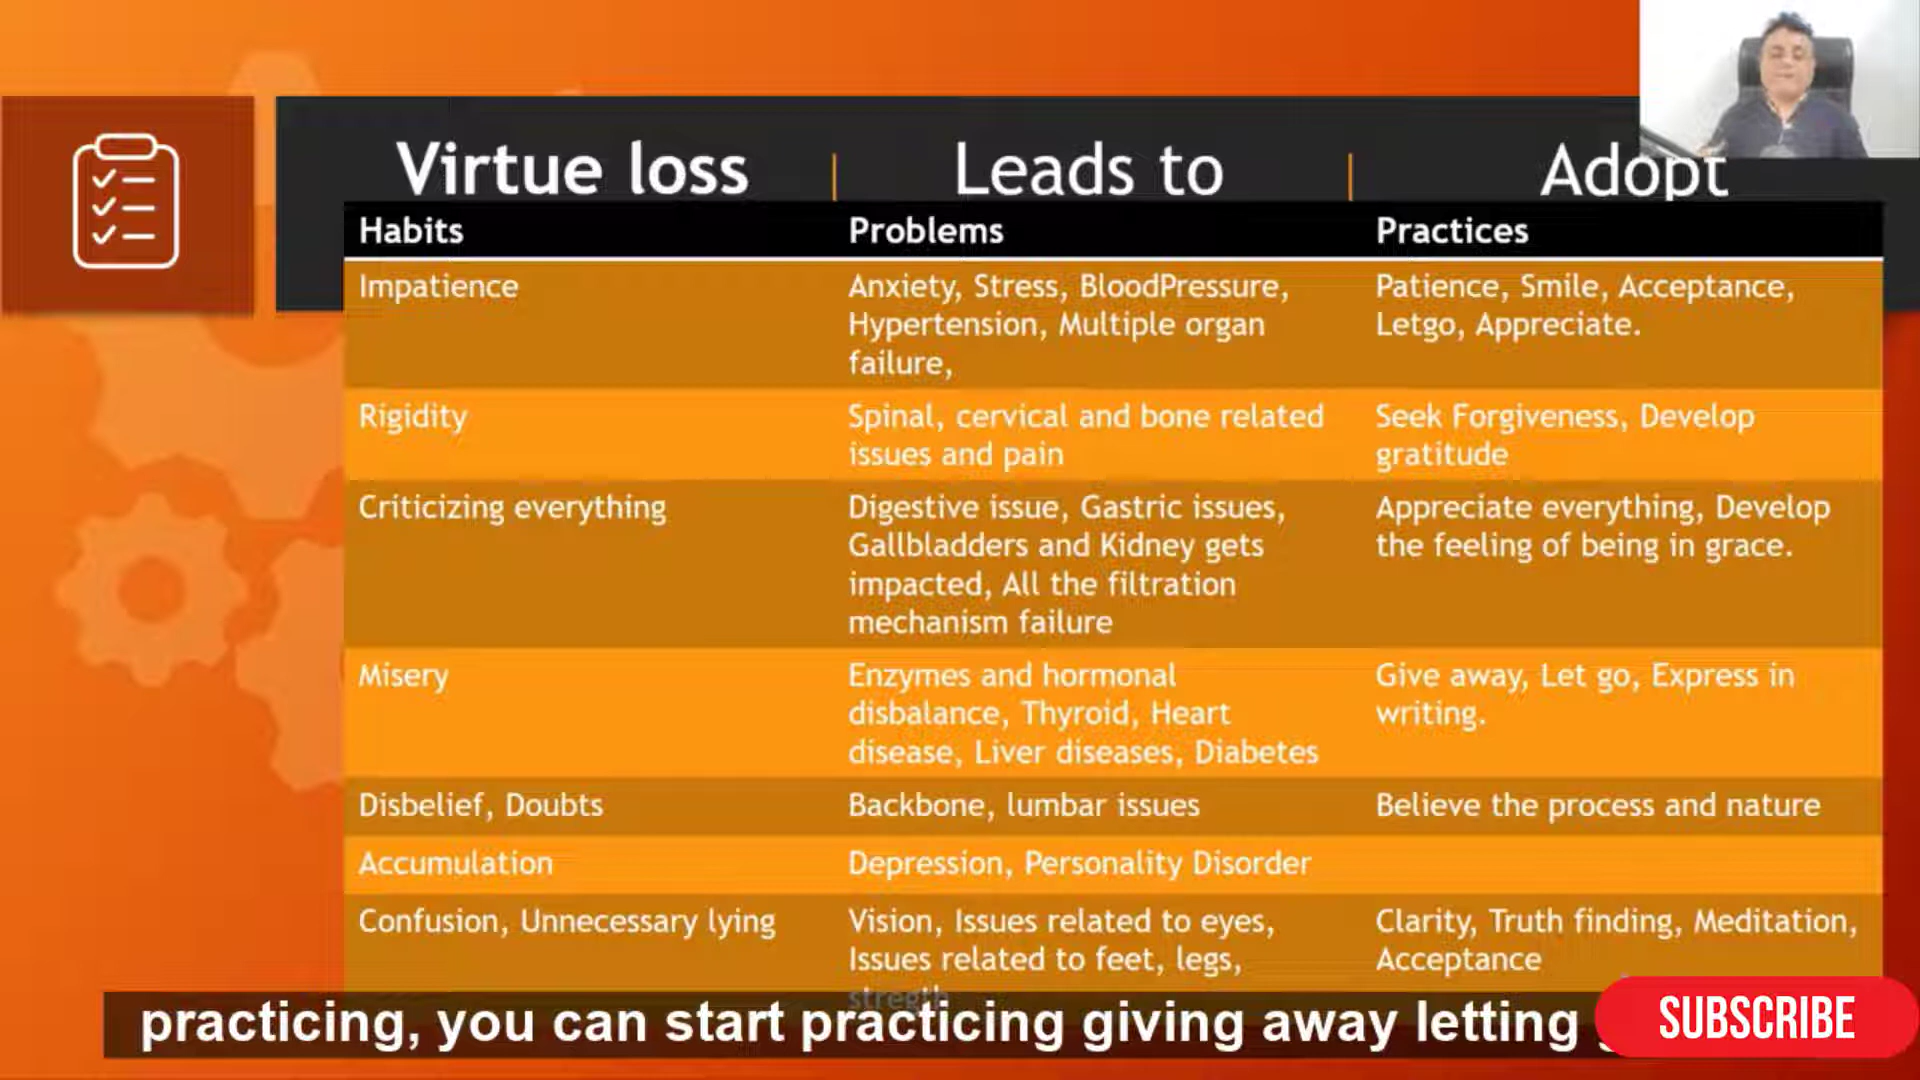 Virtue loss | Leads to | Adopt
Habits Problems Practices
Impatience
Anxiety, Stress, BloodPressure,
Hypertension, Multiple organ
failure,
Patience, Smile, Acceptance,
Letgo, Appreciate.
Rigidity
Spinal, cervical and bone related
issues and pain
Seek Forgiveness, Develop
gratitude
Criticizing everything
Digestive issue, Gastric issues,
Gallbladders and Kidney gets
impacted, All the filtration
mechanism failure
Appreciate everything, Develop
the feeling of being in grace.
Misery
Enzymes and hormonal
disbalance, Thyroid, Heart
disease, Liver diseases, Diabetes
Give away, Let go, Express in
writing.
Disbelief, Doubts
Backbone, lumbar issues
Believe the process and nature
Accumulation
Depression, Personality Disorder
Confusion, Unnecessary lying
Vision, Issues related to eyes,
Issues related to feet, legs,
stregth
Clarity, Truth finding, Meditation,
Acceptance
practicing, you can start practicing giving away letting
SUBSCRIBE